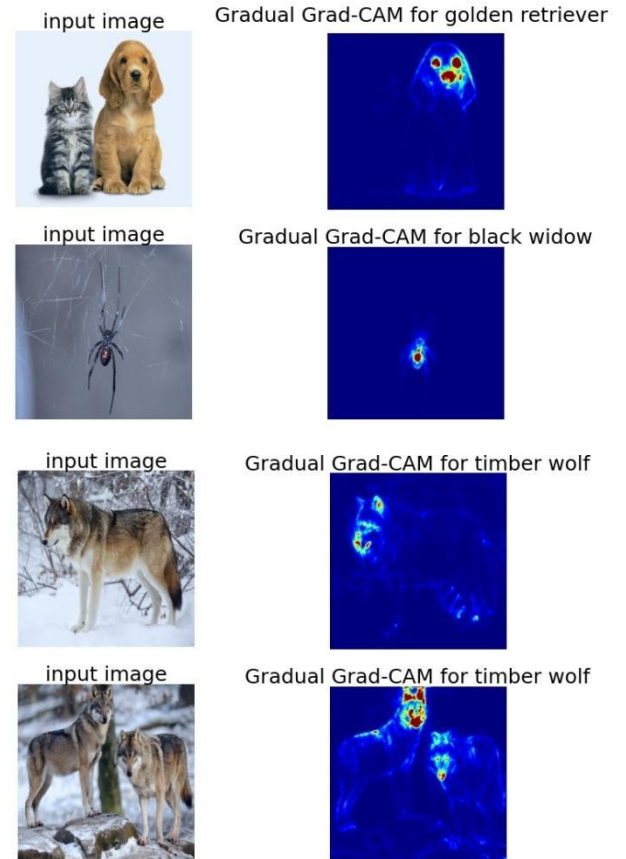 input image
Gradual Grad-CAM for golden retriever
input image
Gradual Grad-CAM for black widow
input image
Gradual Grad-CAM for timber wolf
input image
Gradual Grad-CAM for timber wolf